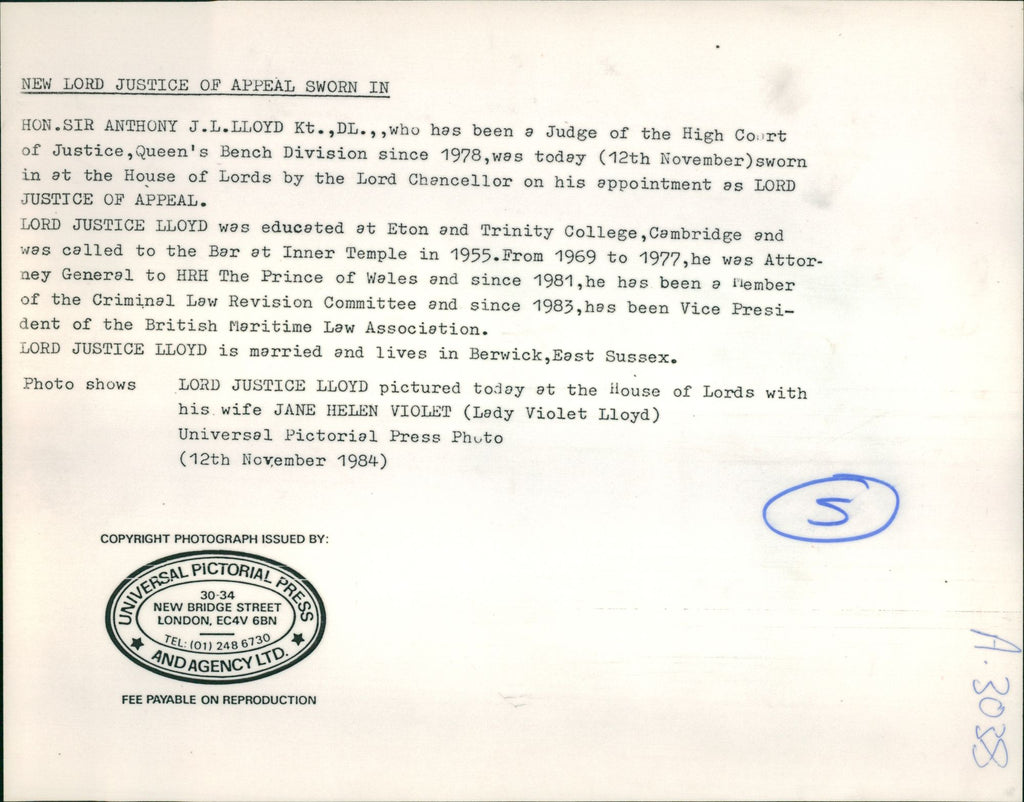 NEW LORD JUSTICE OF APPEAL SWORN IN
HON.SIR ANTHONY J.L.LLOYD Kt.,DL.,,who has been a Judge of the High Court
of Justice,Queen's Bench Division since 1978,was today (12th November)sworn
in at the House of Lords by the Lord Chancellor on his appointment as LORD
JUSTICE OF APPEAL.
LORD JUSTICE LLOYD was educated at Eton and Trinity College,Cambridge and
was called to the Bar at Inner Temple in 1955.From 1969 to 1977,he was Attor-
ney General to HRH The Prince of Wales and since 1981,he has been a Member
of the Criminal Law Revision Committee and since 1983,has been Vice Presi-
dent of the British Maritime Law Association.
LORD JUSTICE LLOYD is married and lives in Berwick,East Sussex.
Photo shows LORD JUSTICE LLOYD pictured today at the House of Lords with
his wife JANE HELEN VIOLET (Lady Violet Lloyd)
Universal Pictorial Press Photo
(12th November 1984)
S
COPYRIGHT PHOTOGRAPH ISSUED BY:
UNIVERSAL PICTORIAL PRESS
30-34
NEW BRIDGE STREET
LONDON, EC4V 6BN
TEL: (01) 248 6730
AND AGENCY LTD.
FEE PAYABLE ON REPRODUCTION
A. 3038